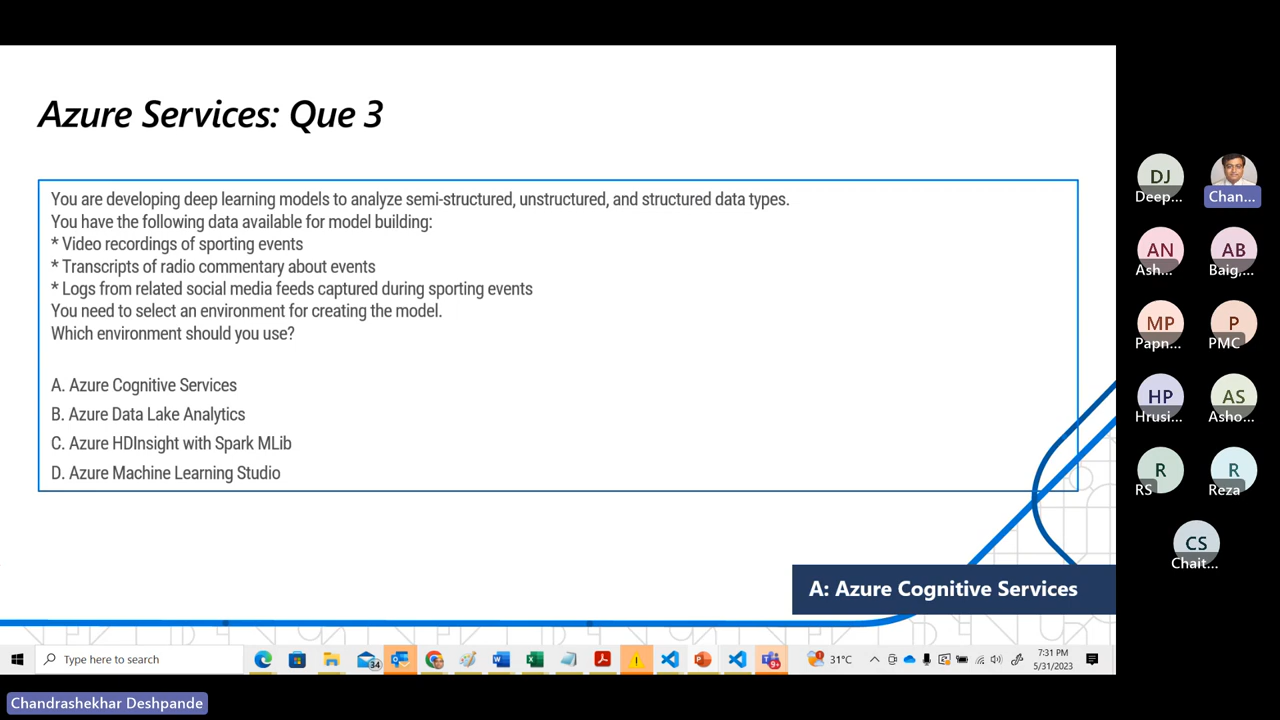 Azure Services: Que 3
You are developing deep learning models to analyze semi-structured, unstructured, and structured data types.
You have the following data available for model building:
* Video recordings of sporting events
* Transcripts of radio commentary about events
* Logs from related social media feeds captured during sporting events
You need to select an environment for creating the model.
Which environment should you use?
A. Azure Cognitive Services
B. Azure Data Lake Analytics
C. Azure HDInsight with Spark MLib
D. Azure Machine Learning Studio
A: Azure Cognitive Services
DJ
Deep...
Chan...
AN
Ash...
AB
Baig,...
MP
Papn...
P
PMC
HP
Hrusi...
AS
Asho...
R
RS
R
Reza
CS
Chait...
Type here to search
34
9+
31°C
7:31 PM
5/31/2023
Chandrashekhar Deshpande